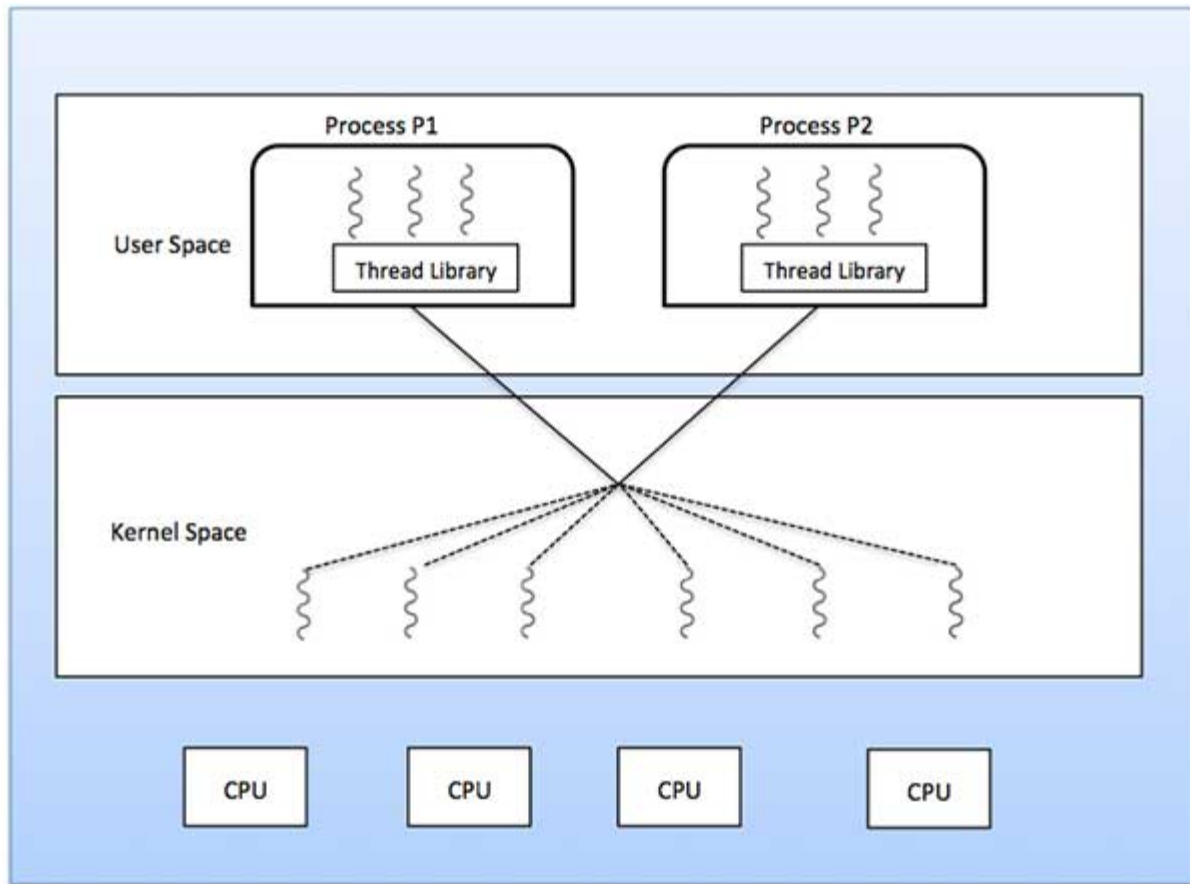 Process P1
Process P2
User Space
Thread Library
Thread Library
Kernel Space
CPU
CPU
CPU
CPU